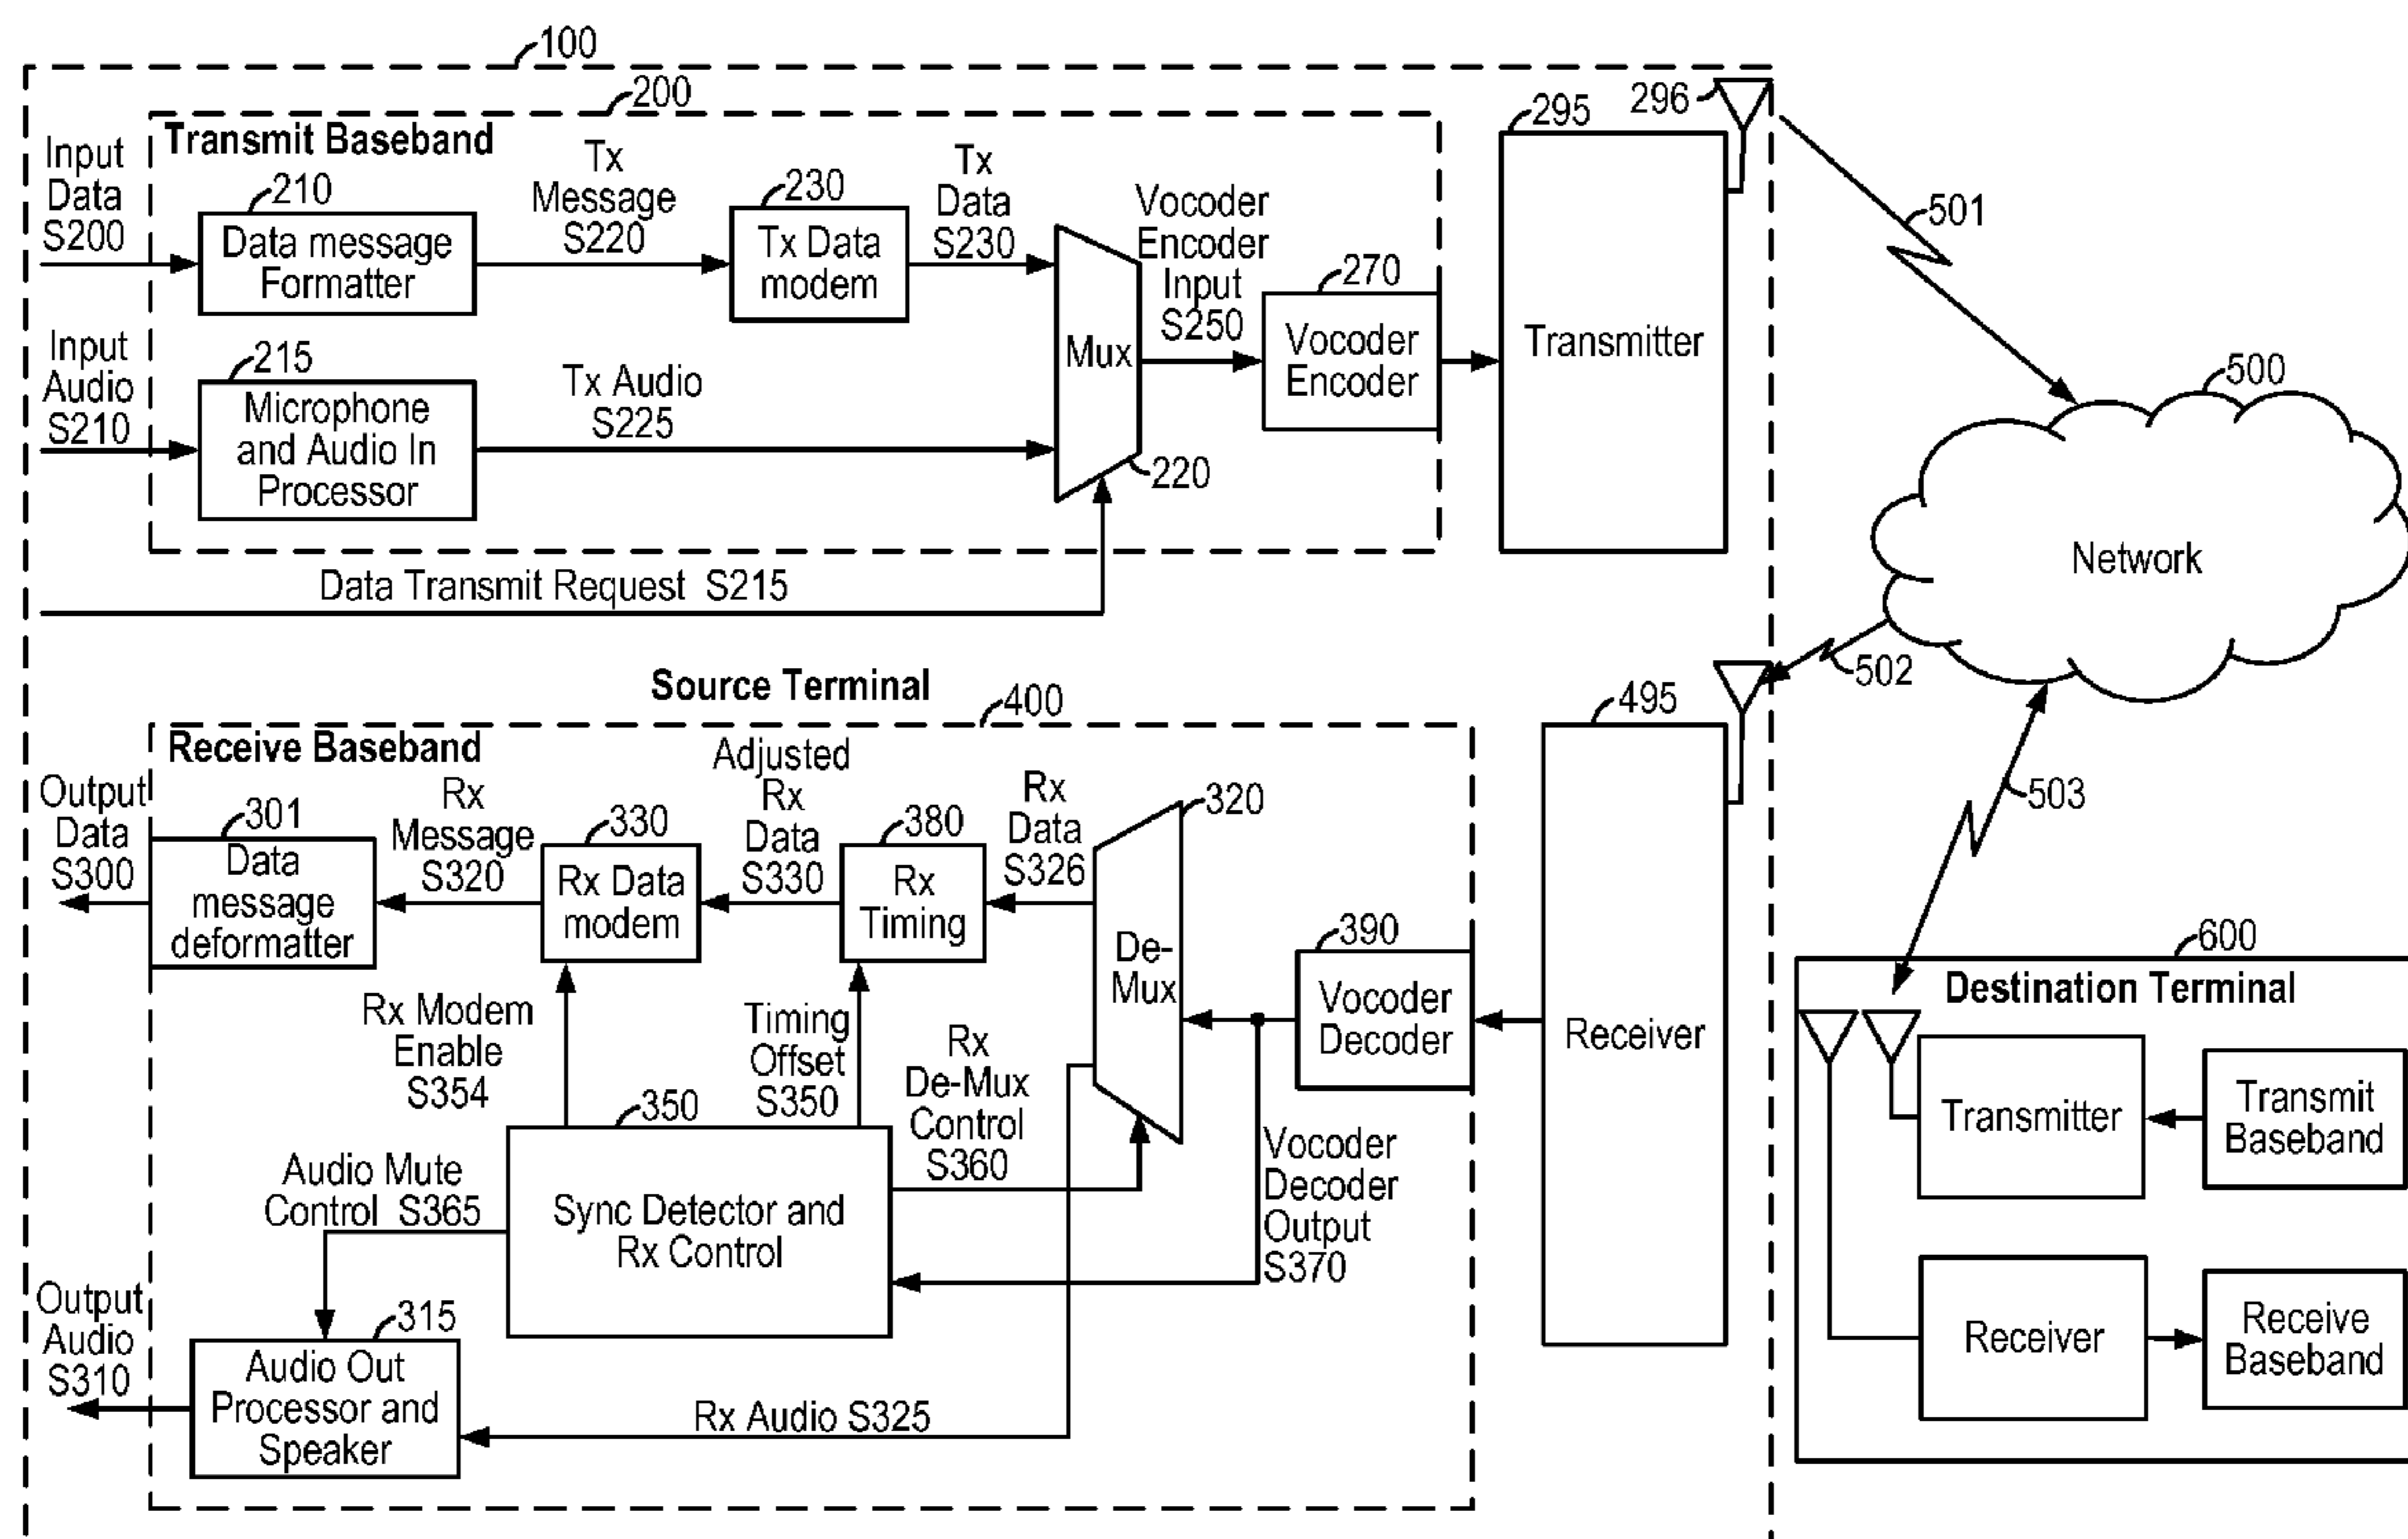 100
200
Transmit Baseband
Input
Data
S200
210
Data message
Formatter
Tx
Message
S220
230
Tx Data
modem
Tx
Data
S230
Vocoder
Encoder
Input
S250
270
Vocoder
Encoder
295
Transmitter
296
501
Input
Audio
S210
215
Microphone
and Audio In
Processor
Tx Audio
S225
Mux
220
Data Transmit Request S215
500
Network
502
503
Source Terminal
400
Receive Baseband
Output
Data
S300
301
Data
message
deformatter
Rx
Message
S320
330
Rx Data
modem
Adjusted
Rx
Data
S330
380
Rx
Timing
Rx
Data
S326
320
De-
Mux
390
Vocoder
Decoder
495
Receiver
Rx Modem
Enable
S354
Timing
Offset
S350
Rx
De-Mux
Control
S360
350
Sync Detector and
Rx Control
Vocoder
Decoder
Output
S370
Audio Mute
Control S365
Output
Audio
S310
315
Audio Out
Processor and
Speaker
Rx Audio S325
600
Destination Terminal
Transmitter
Transmit
Baseband
Receiver
Receive
Baseband